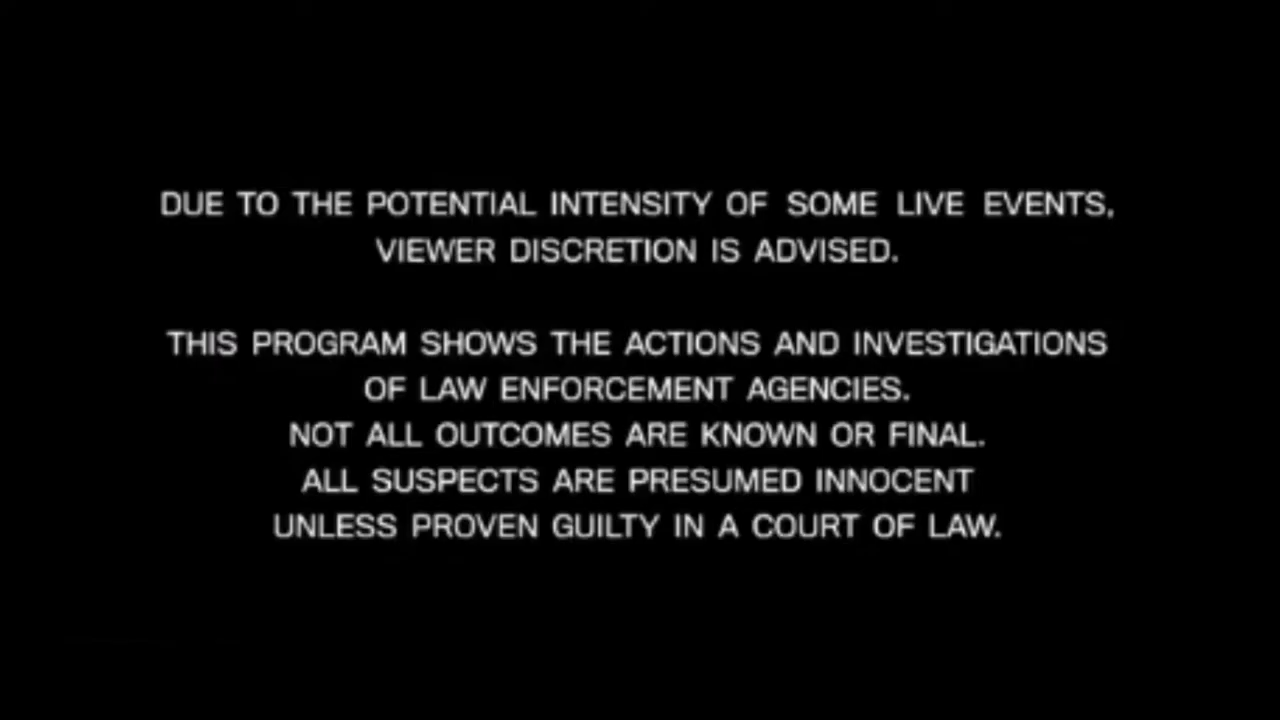 DUE TO THE POTENTIAL INTENSITY OF SOME LIVE EVENTS,
VIEWER DISCRETION IS ADVISED.
THIS PROGRAM SHOWS THE ACTIONS AND INVESTIGATIONS
OF LAW ENFORCEMENT AGENCIES.
NOT ALL OUTCOMES ARE KNOWN OR FINAL.
ALL SUSPECTS ARE PRESUMED INNOCENT
UNLESS PROVEN GUILTY IN A COURT OF LAW.